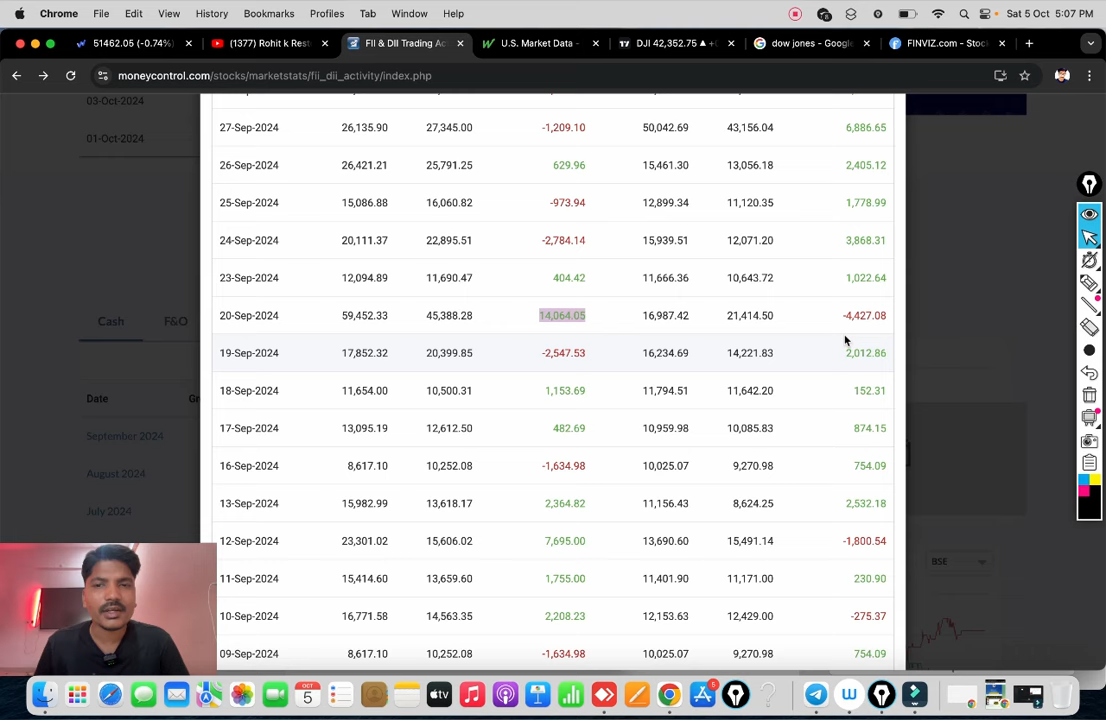 Chrome File Edit View History Bookmarks Profiles Tab Window Help Sat 5 Oct 5:07 PM
51462.05 (-0.74%) (1377) Rohit k Rest FII & DII Trading Ac U.S. Market Data - DJI 42,352.75 ▲ +0 dow jones - Google FINVIZ.com - Stock
moneycontrol.com/stocks/marketstats/fii_dii_activity/index.php
03-Oct-2024
01-Oct-2024
27-Sep-2024 26,135.90 27,345.00 -1,209.10 50,042.69 43,156.04 6,886.65
26-Sep-2024 26,421.21 25,791.25 629.96 15,461.30 13,056.18 2,405.12
25-Sep-2024 15,086.88 16,060.82 -973.94 12,899.34 11,120.35 1,778.99
24-Sep-2024 20,111.37 22,895.51 -2,784.14 15,939.51 12,071.20 3,868.31
23-Sep-2024 12,094.89 11,690.47 404.42 11,666.36 10,643.72 1,022.64
20-Sep-2024 59,452.33 45,388.28 14,064.05 16,987.42 21,414.50 -4,427.08
Cash F&O
19-Sep-2024 17,852.32 20,399.85 -2,547.53 16,234.69 14,221.83 2,012.86
18-Sep-2024 11,654.00 10,500.31 1,153.69 11,794.51 11,642.20 152.31
Date Gr
17-Sep-2024 13,095.19 12,612.50 482.69 10,959.98 10,085.83 874.15
September 2024
16-Sep-2024 8,617.10 10,252.08 -1,634.98 10,025.07 9,270.98 754.09
August 2024
13-Sep-2024 15,982.99 13,618.17 2,364.82 11,156.43 8,624.25 2,532.18
July 2024
12-Sep-2024 23,301.02 15,606.02 7,695.00 13,690.60 15,491.14 -1,800.54
BSE
11-Sep-2024 15,414.60 13,659.60 1,755.00 11,401.90 11,171.00 230.90
10-Sep-2024 16,771.58 14,563.35 2,208.23 12,153.63 12,429.00 -275.37
09-Sep-2024 8,617.10 10,252.08 -1,634.98 10,025.07 9,270.98 754.09
OCT
5
tv
5